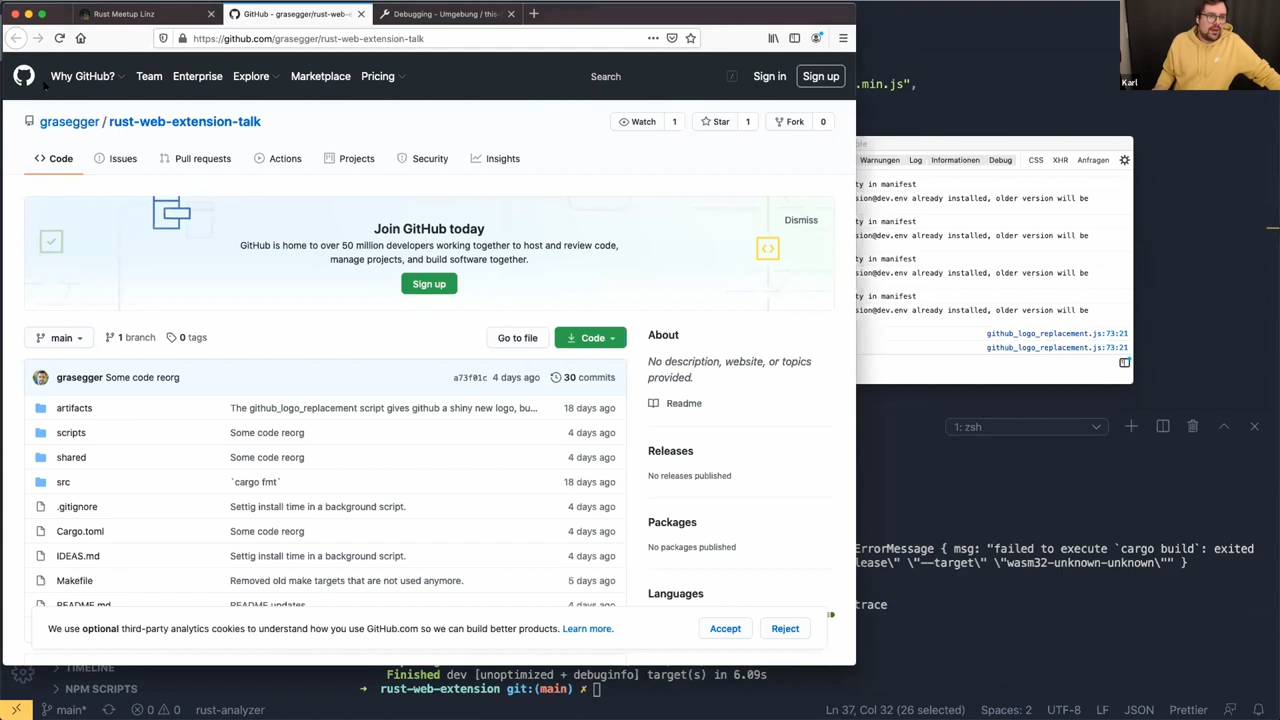 Rust Meetup Linz
GitHub - grasegger/rust-web-e
Debugging - Umgebung / this-
https://github.com/grasegger/rust-web-extension-talk
Why GitHub?
Team
Enterprise
Explore
Marketplace
Pricing
Search
/
Sign in
Sign up
.min.js",
Karl
grasegger / rust-web-extension-talk
Watch 1
Star 1
Fork 0
Code
Issues
Pull requests
Actions
Projects
Security
Insights
Warnungen Log Informationen Debug CSS XHR Anfragen
ty in manifest
sion@dev.env already installed, older version will be
ty in manifest
sion@dev.env already installed, older version will be
ty in manifest
sion@dev.env already installed, older version will be
ty in manifest
sion@dev.env already installed, older version will be
github_logo_replacement.js:73:21
github_logo_replacement.js:73:21
Join GitHub today
Dismiss
GitHub is home to over 50 million developers working together to host and review code,
manage projects, and build software together.
Sign up
main
1 branch
0 tags
Go to file
Code
grasegger Some code reorg a73f01c 4 days ago 30 commits
artifacts The github_logo_replacement script gives github a shiny new logo, bu... 18 days ago
scripts Some code reorg 4 days ago
shared Some code reorg 4 days ago
src `cargo fmt` 18 days ago
.gitignore Settig install time in a background script. 4 days ago
Cargo.toml Some code reorg 4 days ago
IDEAS.md Settig install time in a background script. 4 days ago
Makefile Removed old make targets that are not used anymore. 5 days ago
README.md README updates. 4 days ago
About
No description, website, or topics
provided.
Readme
Releases
No releases published
Packages
No packages published
Languages
We use optional third-party analytics cookies to understand how you use GitHub.com so we can build better products. Learn more.
Accept
Reject
1: zsh
ErrorMessage { msg: "failed to execute `cargo build`: exited
lease\" \"--target\" \"wasm32-unknown-unknown\"" }
trace
TIMELINE
NPM SCRIPTS
Finished dev [unoptimized + debuginfo] target(s) in 6.09s
→ rust-web-extension git:(main) ✗
main*
0 0
rust-analyzer
Ln 37, Col 32 (26 selected)
Spaces: 2
UTF-8
LF
JSON
Prettier